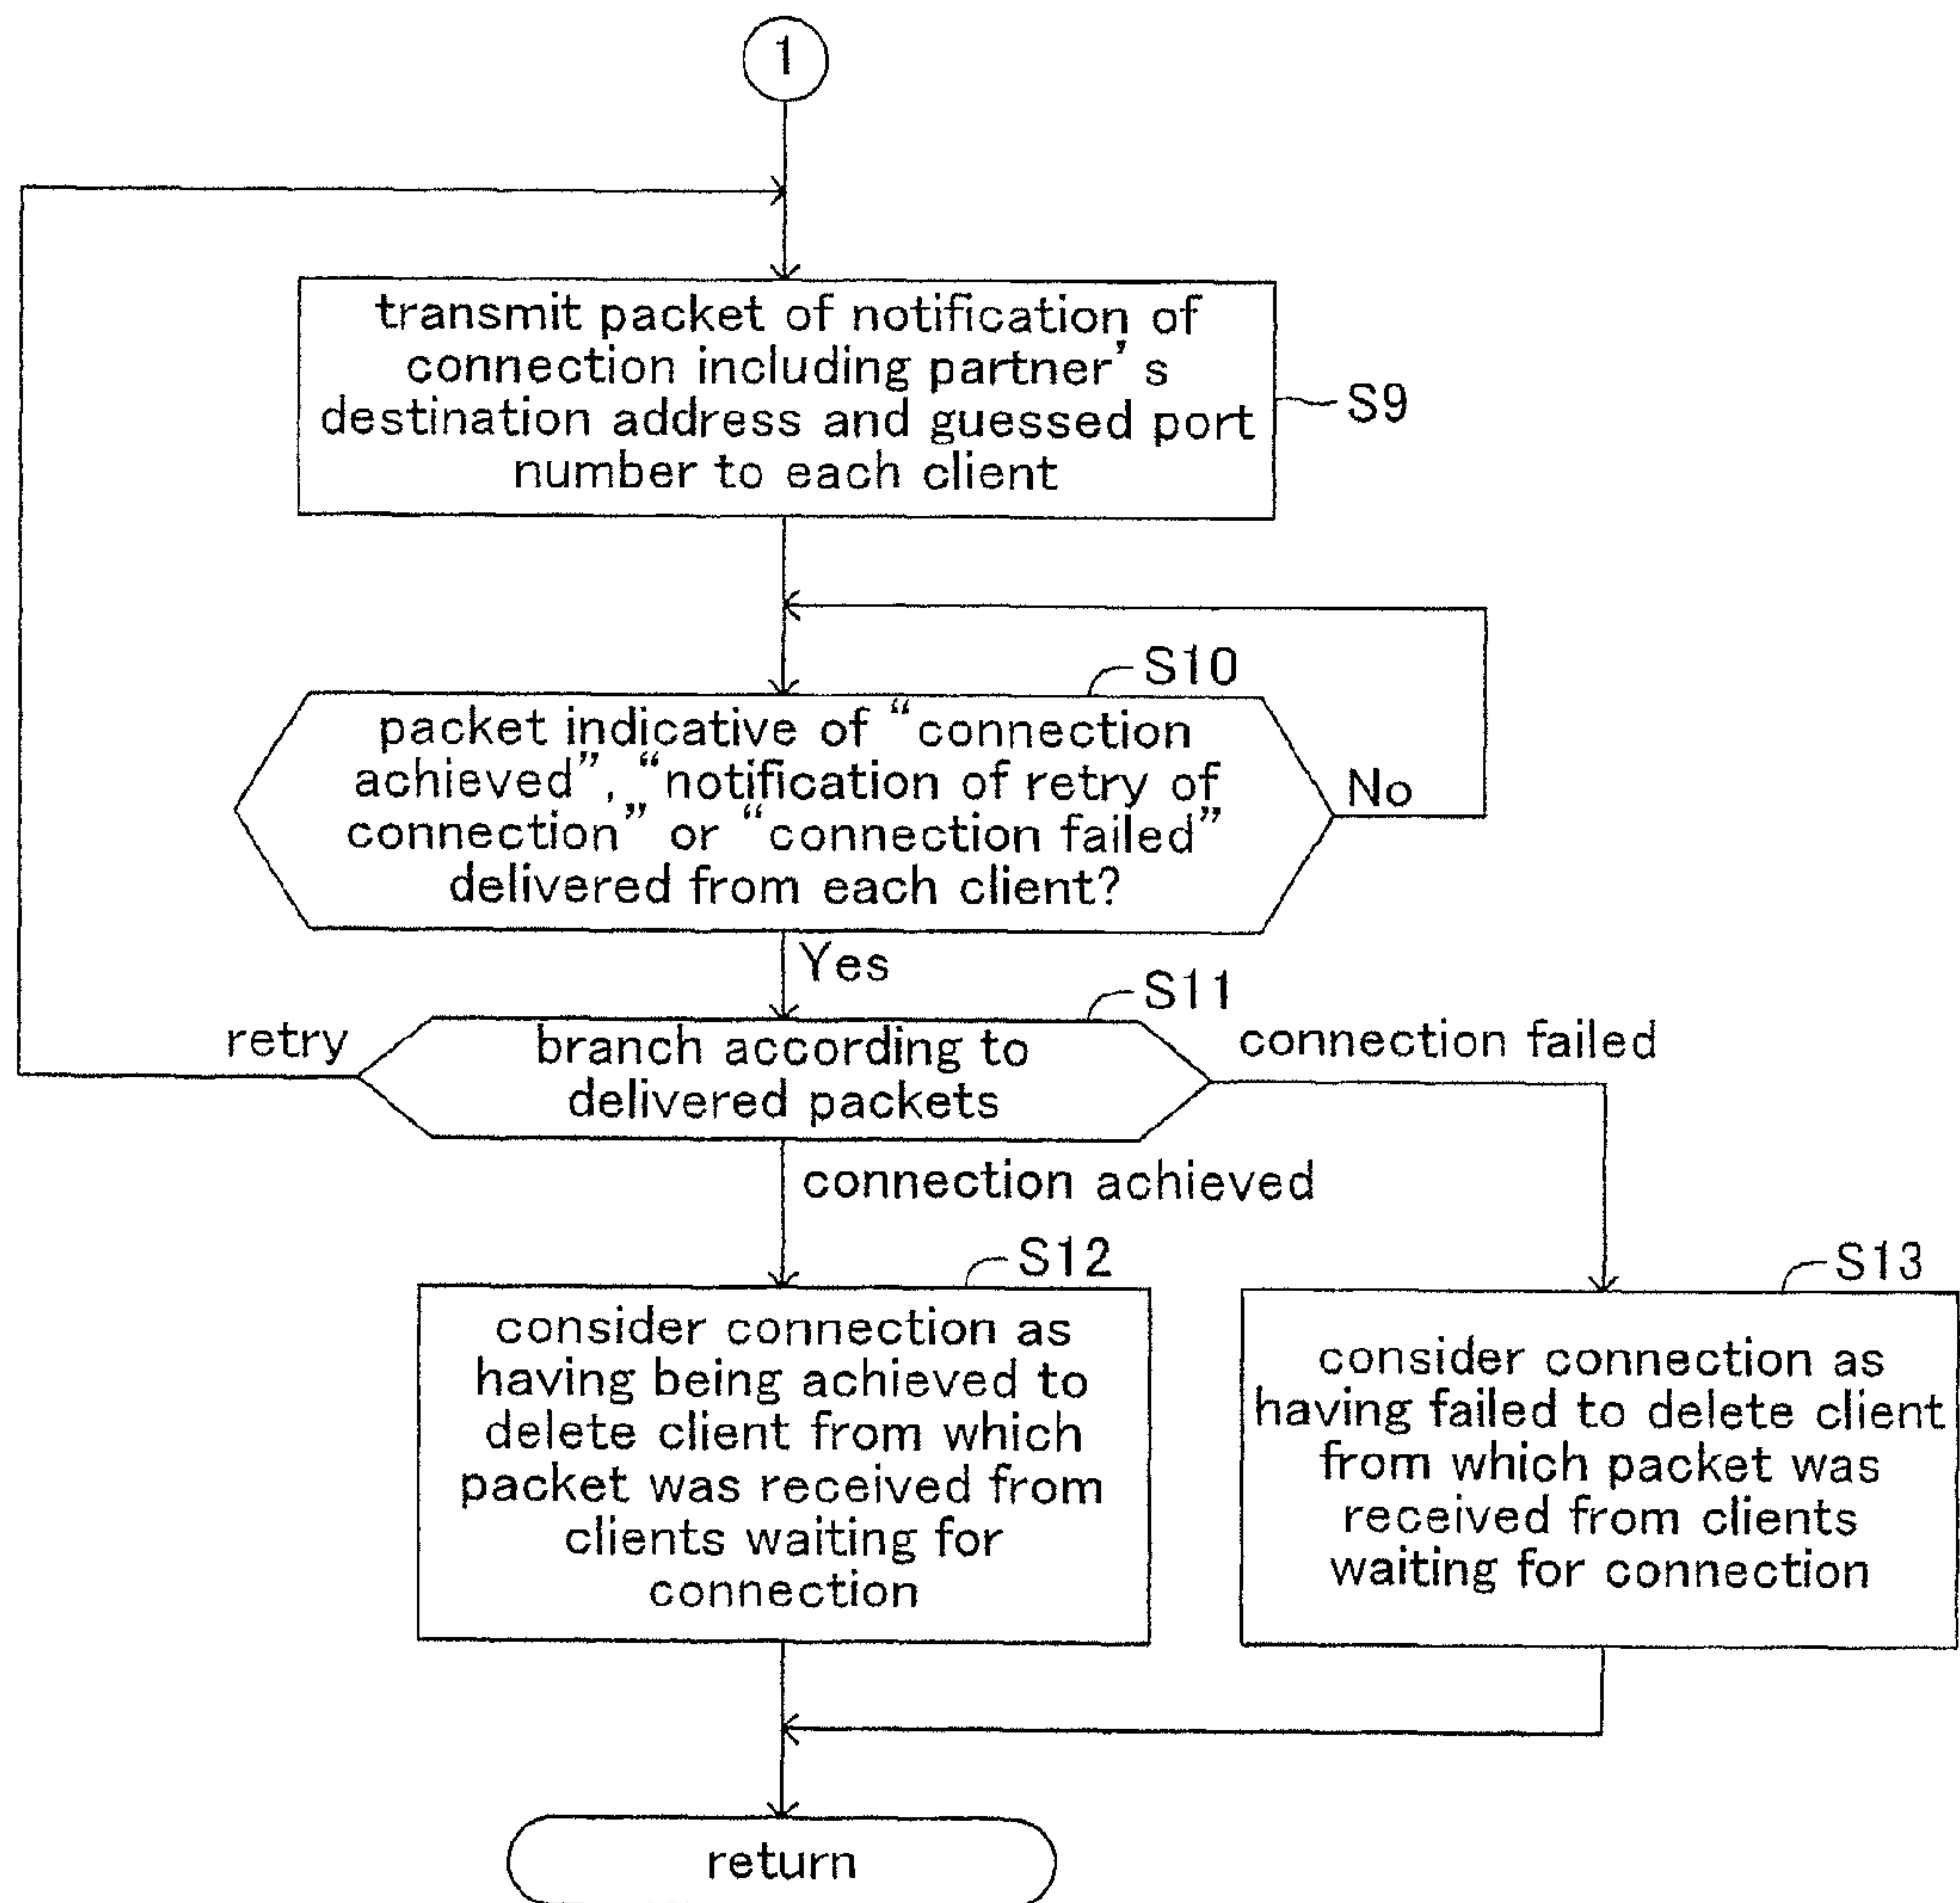 1
transmit packet of notification of
connection including partner's
destination address and guessed port
number to each client
S9
S10
packet indicative of “connection
achieved”, “notification of retry of
connection” or “connection failed”
delivered from each client?
No
Yes
S11
retry
branch according to
delivered packets
connection failed
connection achieved
S12
consider connection as
having being achieved to
delete client from which
packet was received from
clients waiting for
connection
S13
consider connection as
having failed to delete client
from which packet was
received from clients
waiting for connection
return